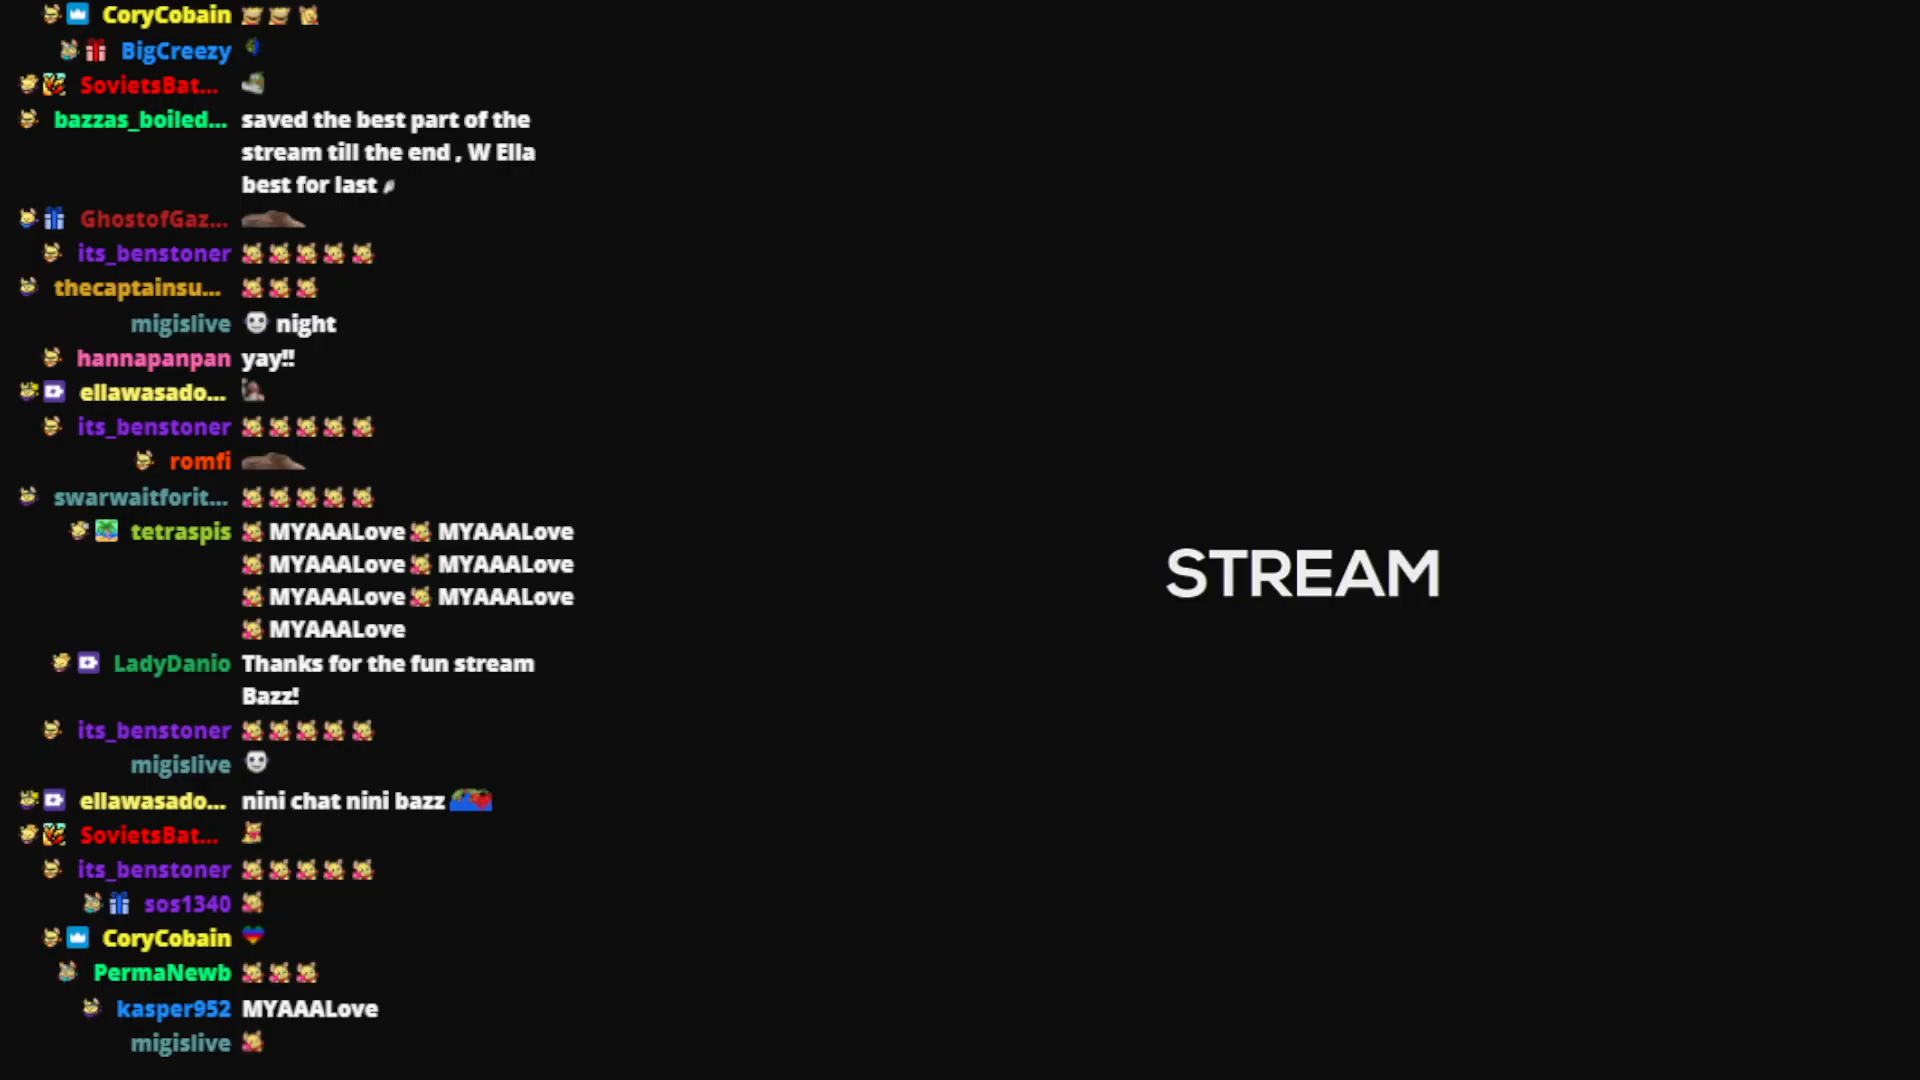 CoryCobain
BigCreezy
SovietsBat...
bazzas_boiled... saved the best part of the
stream till the end , W Ella
best for last
GhostofGaz...
its_benstoner
thecaptainsu...
migislive night
hannapanpan yay!!
ellawasado...
its_benstoner
romfi
swarwaitforit...
tetraspis MYAAALove MYAAALove
MYAAALove MYAAALove
MYAAALove MYAAALove
MYAAALove
STREAM
LadyDanio Thanks for the fun stream
Bazz!
its_benstoner
migislive
ellawasado... nini chat nini bazz
SovietsBat...
its_benstoner
sos1340
CoryCobain
PermaNewb
kasper952 MYAAALove
migislive